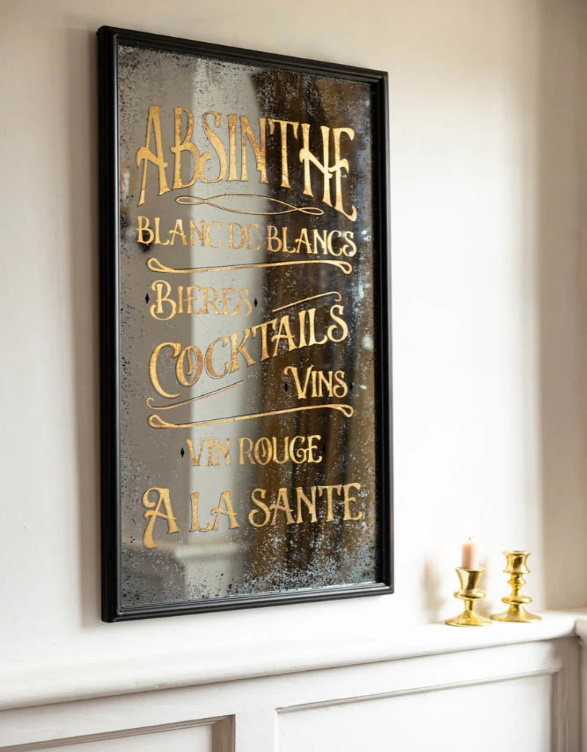 ABSINTHE
BLANC DE BLANCS
BIERES
COCKTAILS
VINS
VIN ROUGE
A LA SANTE